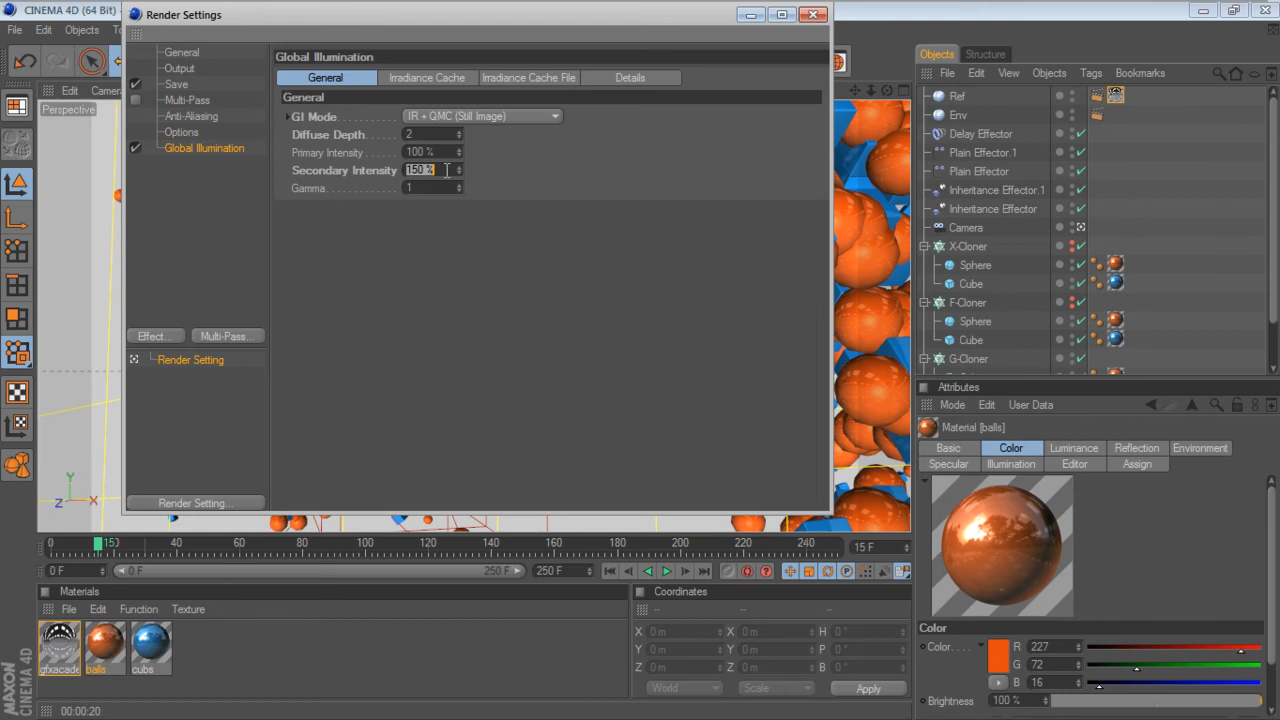 CINEMA 4D (64 Bit)
Render Settings
File Edit Objects
Edit
Perspective
General
Output
Save
Multi-Pass
Anti-Aliasing
Options
Global Illumination
Effect... Multi-Pass...
Render Setting
Render Setting...
Global Illumination
General Irradiance Cache Irradiance Cache File Details
General
GI Mode IR + QMC (Still Image)
Diffuse Depth 2
Primary Intensity 100 %
Secondary Intensity 150 %
Gamma 1
Objects Structure
File Edit View Objects Tags Bookmarks
Ref
Env
Delay Effector
Plain Effector.1
Plain Effector
Inheritance Effector.1
Inheritance Effector
Camera
X-Cloner
Sphere
Cube
F-Cloner
Sphere
Cube
G-Cloner
Attributes
Mode Edit User Data
Material [balls]
Basic Color Luminance Reflection Environment
Specular Illumination Editor Assign
Color
Color R 227
G 72
B 16
Brightness 100 %
Y
Z X
0 153 40 60 80 100 120 140 160 180 200 220 240 15 F
0 F 0 F 250 F 250 F
Materials
File Edit Function Texture
gfxacade balls cubs
Coordinates
-- -- --
X 0 m X 0 m H 0 °
Y 0 m Y 0 m P 0 °
Z 0 m Z 0 m B 0 °
World Scale Apply
MAXON
CINEMA 4D
00:00:20